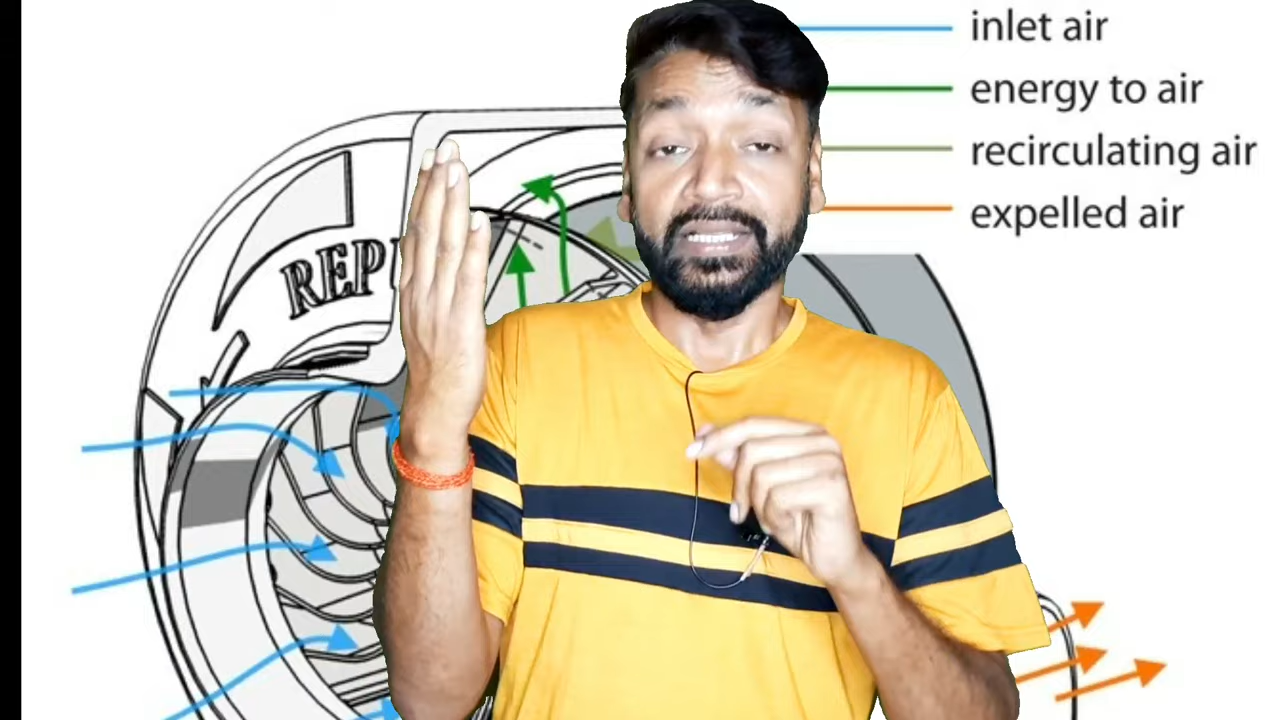 inlet air
energy to air
recirculating air
expelled air